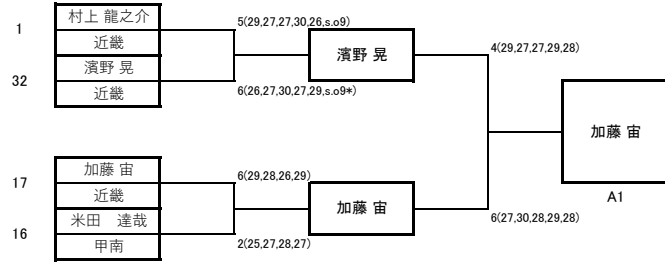 1
村上 龍之介
近畿
5(29,27,27,30,26,s.o9)
32
濱野 晃
近畿
6(26,27,30,27,29,s.o9*)
濱野 晃
4(29,27,27,29,28)
加藤 宙
A1
17
加藤 宙
近畿
6(29,28,26,29)
16
米田　達哉
甲南
2(25,27,28,27)
加藤 宙
6(27,30,28,29,28)